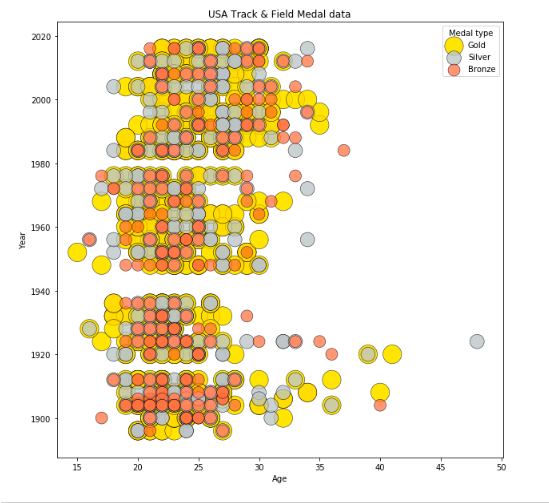 USA Track & Field Medal data
Medal type
Gold
Silver
Bronze
2020
2000
1980
1960
1940
1920
1900
Year
15 20 25 30 35 40 45 50
Age